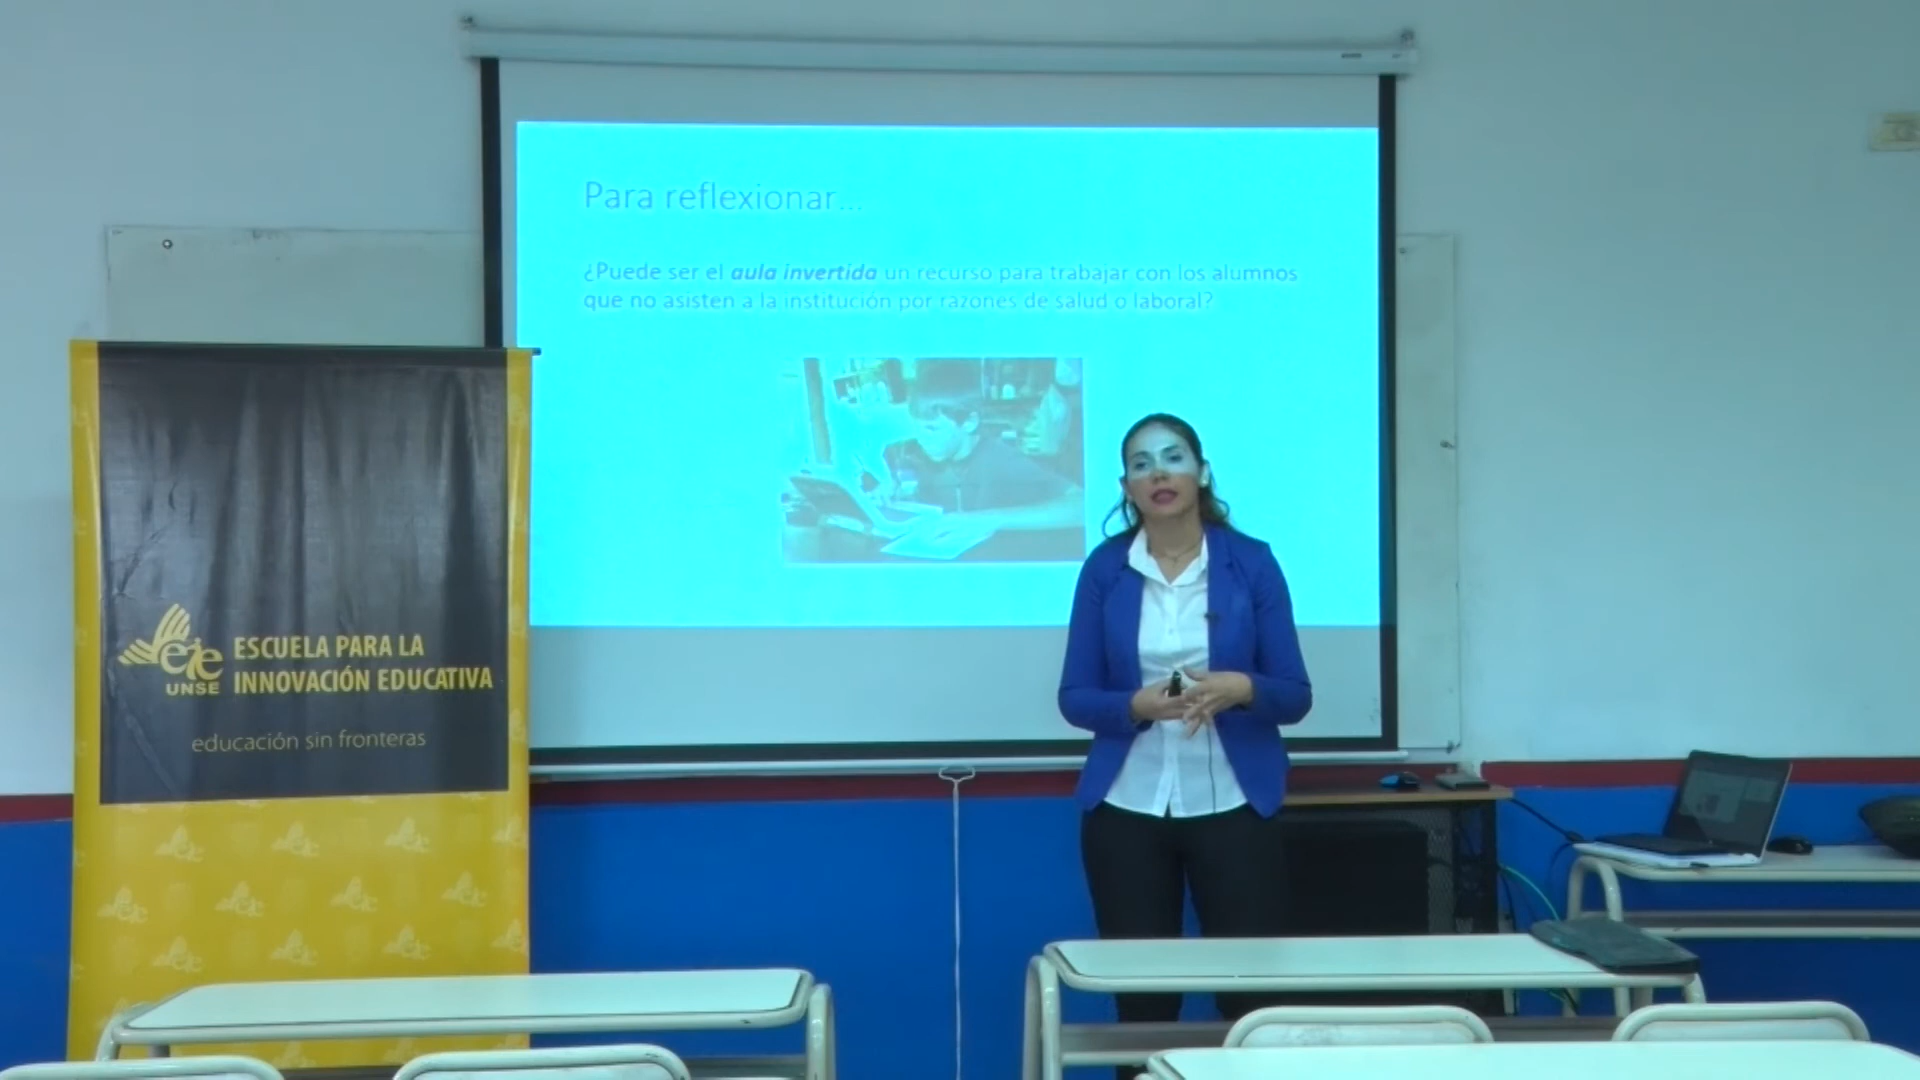 Para reflexionar...
¿Puede ser el aula invertida un recurso para trabajar con los alumnos
que no asisten a la institución por razones de salud o laboral?
eie
UNSE
ESCUELA PARA LA
INNOVACIÓN EDUCATIVA
educación sin fronteras